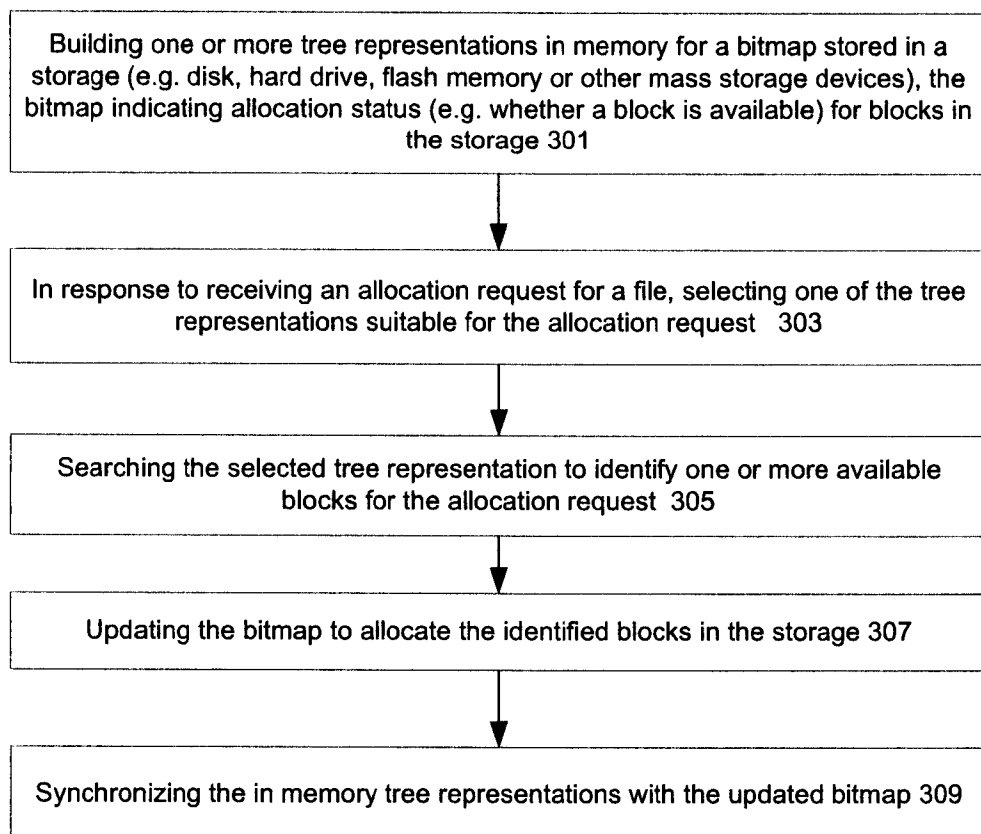 Building one or more tree representations in memory for a bitmap stored in a
storage (e.g. disk, hard drive, flash memory or other mass storage devices), the
bitmap indicating allocation status (e.g. whether a block is available) for blocks in
the storage 301
In response to receiving an allocation request for a file, selecting one of the tree
representations suitable for the allocation request 303
Searching the selected tree representation to identify one or more available
blocks for the allocation request 305
Updating the bitmap to allocate the identified blocks in the storage 307
Synchronizing the in memory tree representations with the updated bitmap 309